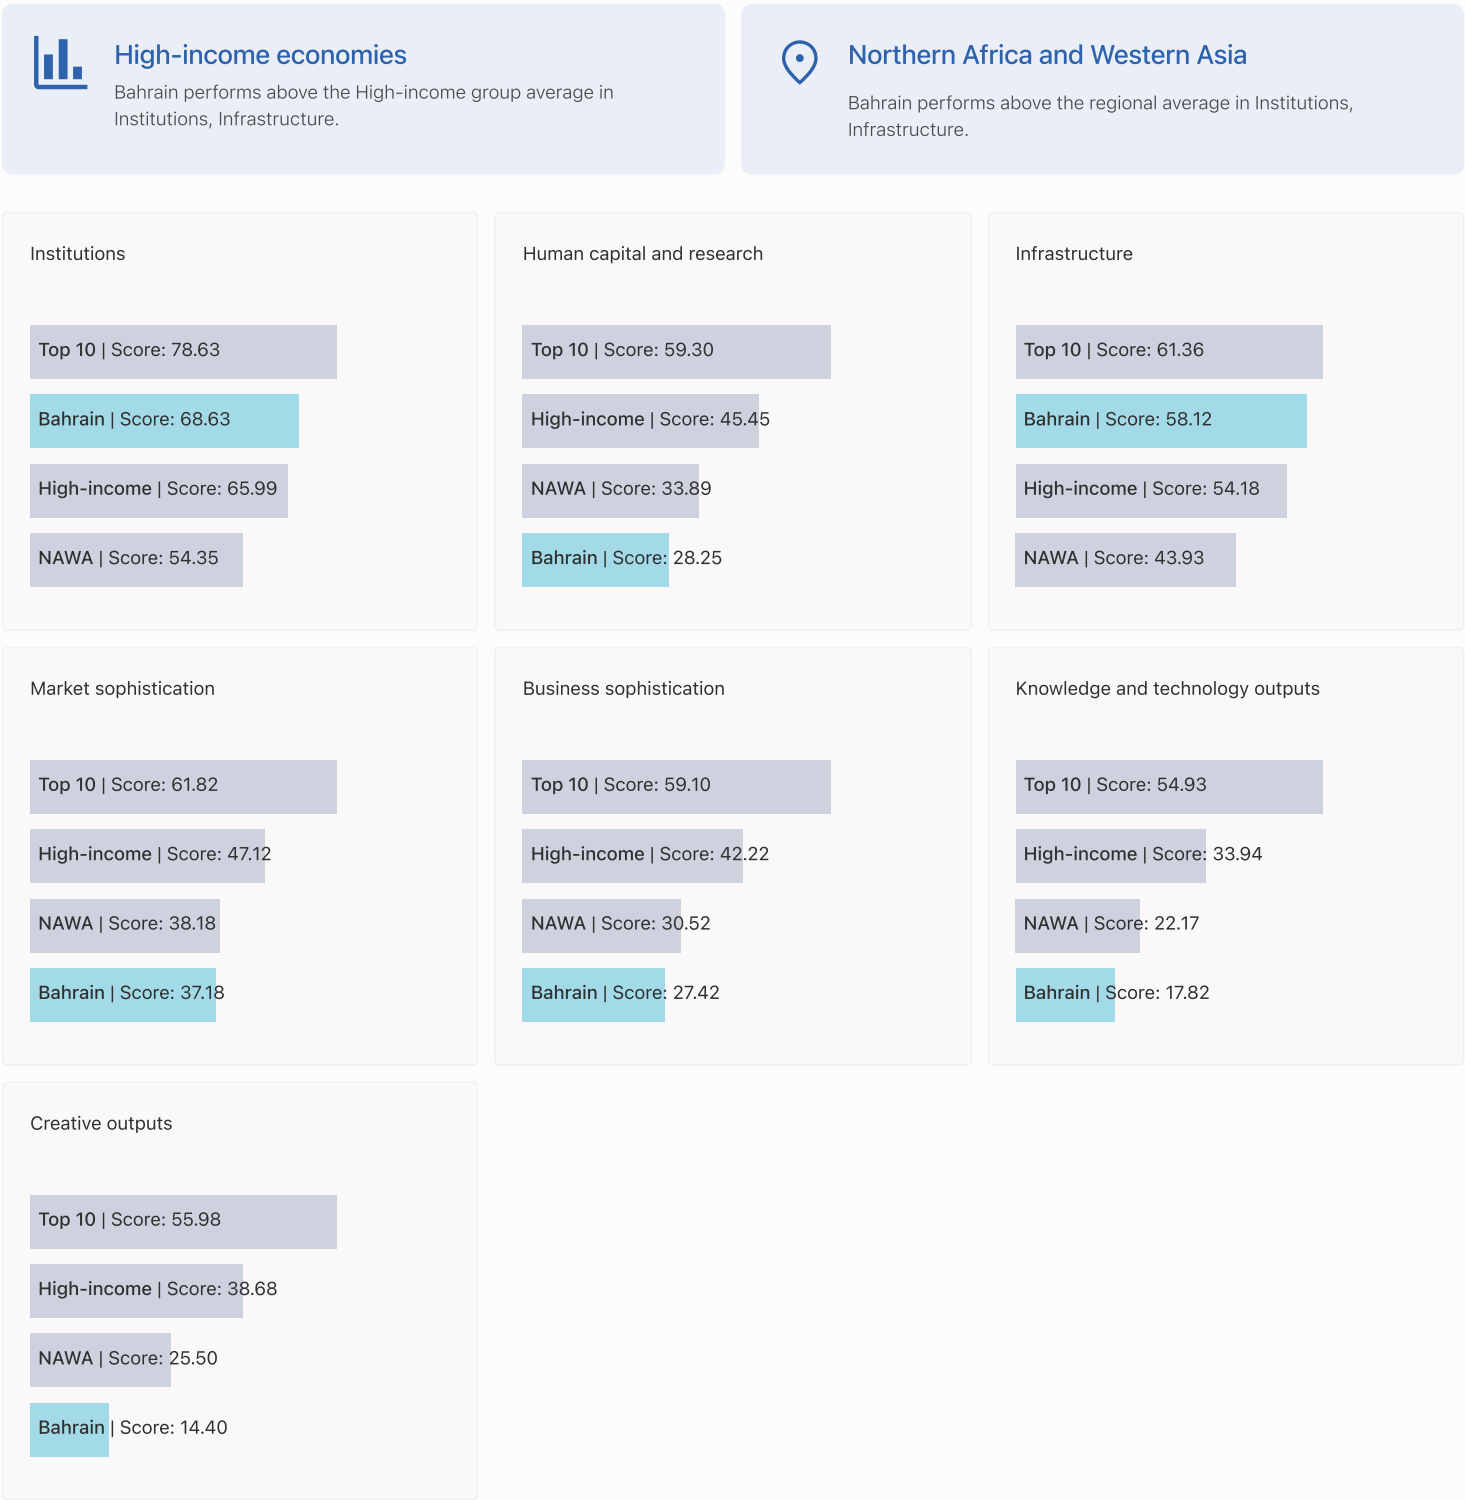 High-income economies
Bahrain performs above the High-income group average in
Institutions, Infrastructure.
Northern Africa and Western Asia
Bahrain performs above the regional average in Institutions,
Infrastructure.
Institutions
Top 10 | Score: 78.63
Bahrain | Score: 68.63
High-income | Score: 65.99
NAWA | Score: 54.35
Human capital and research
Top 10 | Score: 59.30
High-income | Score: 45.45
NAWA | Score: 33.89
Bahrain | Score: 28.25
Infrastructure
Top 10 | Score: 61.36
Bahrain | Score: 58.12
High-income | Score: 54.18
NAWA | Score: 43.93
Market sophistication
Top 10 | Score: 61.82
High-income | Score: 47.12
NAWA | Score: 38.18
Bahrain | Score: 37.18
Business sophistication
Top 10 | Score: 59.10
High-income | Score: 42.22
NAWA | Score: 30.52
Bahrain | Score: 27.42
Knowledge and technology outputs
Top 10 | Score: 54.93
High-income | Score: 33.94
NAWA | Score: 22.17
Bahrain | Score: 17.82
Creative outputs
Top 10 | Score: 55.98
High-income | Score: 38.68
NAWA | Score: 25.50
Bahrain | Score: 14.40